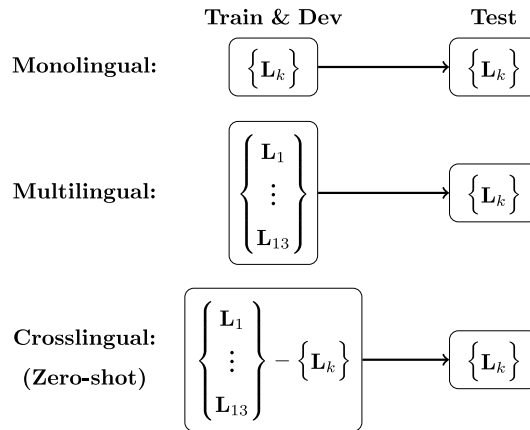 Train & Dev Test
Monolingual: {L_k} {L_k}
Multilingual: {L_1 ⋮ L_13} {L_k}
Crosslingual: (Zero-shot) {L_1 ⋮ L_13} − {L_k} {L_k}